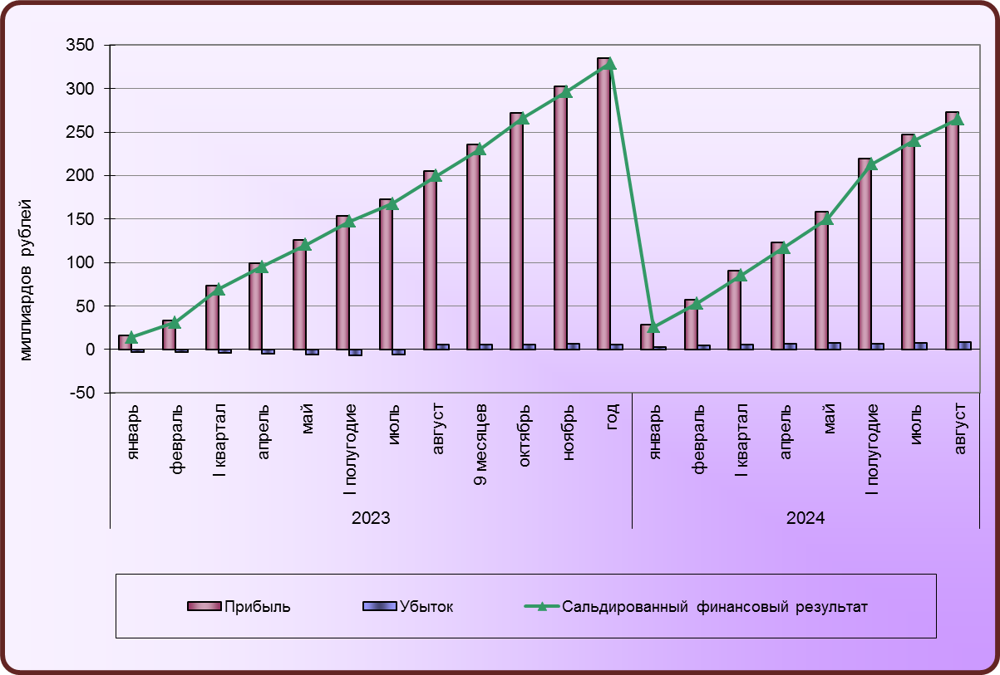 миллиардов рублей
350
300
250
200
150
100
50
0
-50
январь
февраль
I квартал
апрель
май
I полугодие
июль
август
9 месяцев
октябрь
ноябрь
год
январь
февраль
I квартал
апрель
май
I полугодие
июль
август
2023
2024
Прибыль
Убыток
Сальдированный финансовый результат